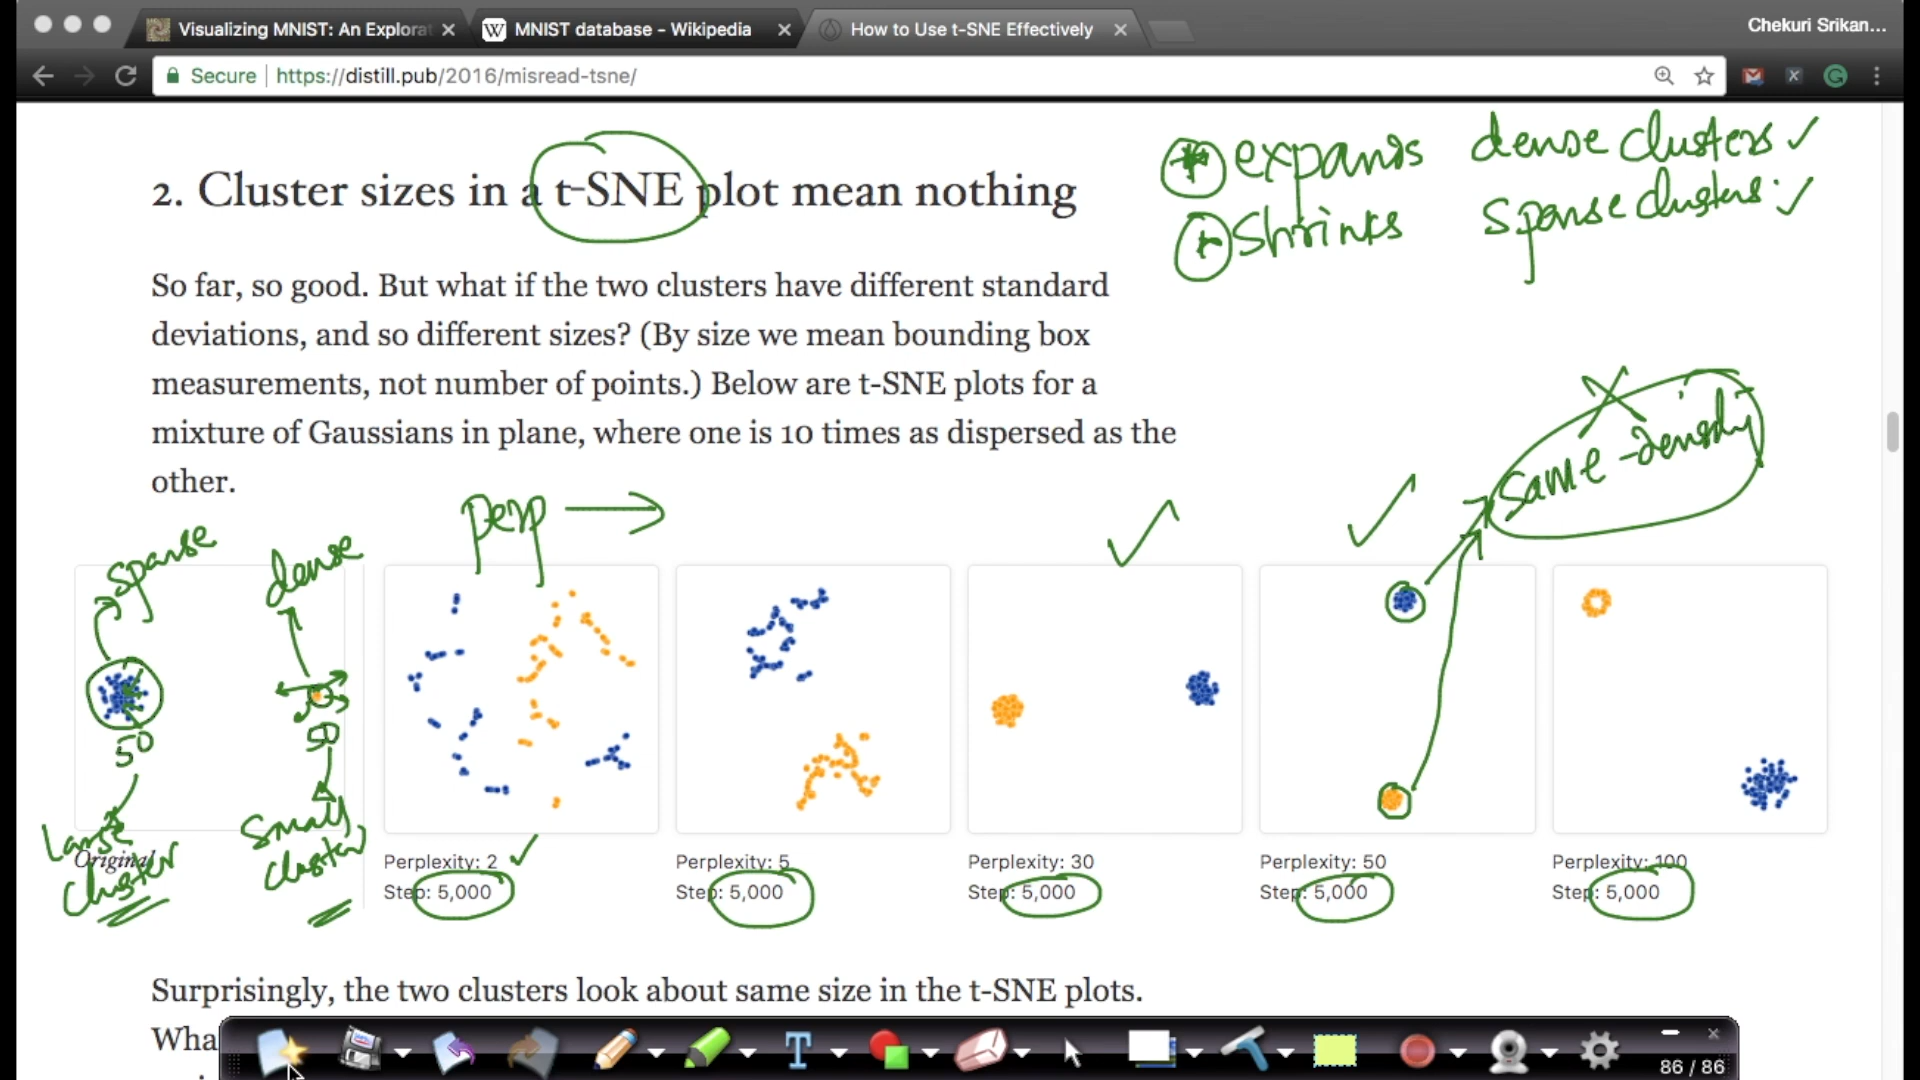 Visualizing MNIST: An Explorat
MNIST database - Wikipedia
How to Use t-SNE Effectively
Chekuri Srikan...
Secure
https://distill.pub/2016/misread-tsne/
expands dense clusters
shrinks sparse clusters
2. Cluster sizes in a t-SNE plot mean nothing
So far, so good. But what if the two clusters have different standard
deviations, and so different sizes? (By size we mean bounding box
measurements, not number of points.) Below are t-SNE plots for a
mixture of Gaussians in plane, where one is 10 times as dispersed as the
other.
same-density
perp
sparse
dense
50
50
Large
cluster
small
cluster
Original
Perplexity: 2
Step: 5,000
Perplexity: 5
Step: 5,000
Perplexity: 30
Step: 5,000
Perplexity: 50
Step: 5,000
Perplexity: 100
Step: 5,000
Surprisingly, the two clusters look about same size in the t-SNE plots.
Wha
86 / 86